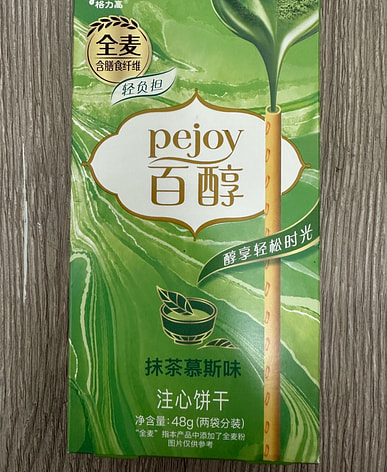 格力高
全麦
含膳食纤维
轻负担
pejoy
百醇
醇享轻松时光
抹茶慕斯味
注心饼干
净含量:48g(两袋分装)
“全麦”指本产品中添加了全麦粉
图片仅供参考